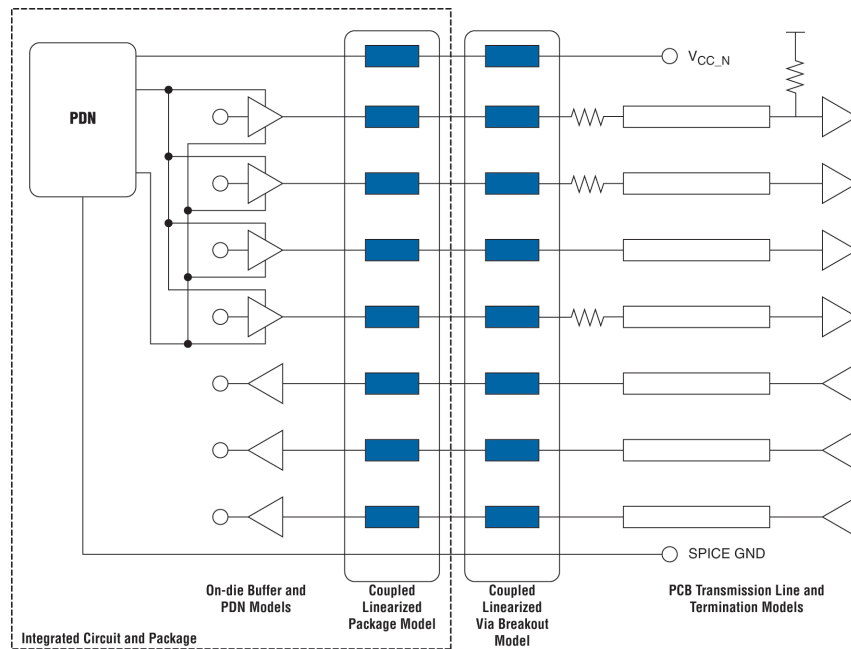 PDN
V_CC_N
SPICE GND
On-die Buffer and
PDN Models
Coupled
Linearized
Package Model
Coupled
Linearized
Via Breakout
Model
PCB Transmission Line and
Termination Models
Integrated Circuit and Package